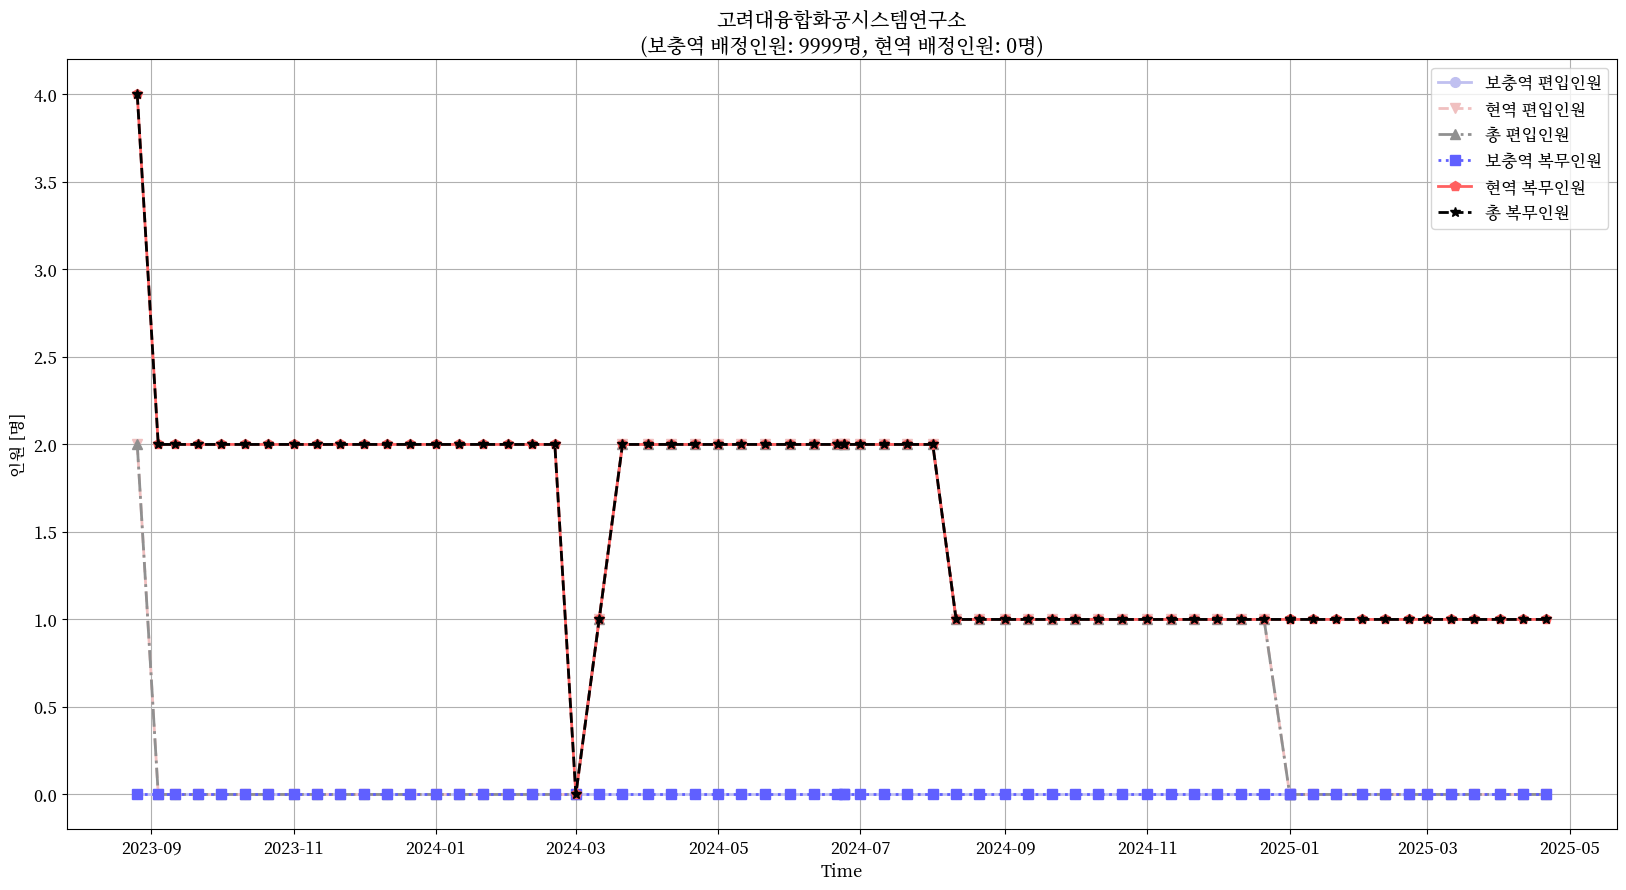 고려대융합화공시스템연구소
(보충역 배정인원: 9999명, 현역 배정인원: 0명)
보충역 편입인원
현역 편입인원
총 편입인원
보충역 복무인원
현역 복무인원
총 복무인원
인원 [명]
4.0
3.5
3.0
2.5
2.0
1.5
1.0
0.5
0.0
2023-09
2023-11
2024-01
2024-03
2024-05
2024-07
2024-09
2024-11
2025-01
2025-03
2025-05
Time